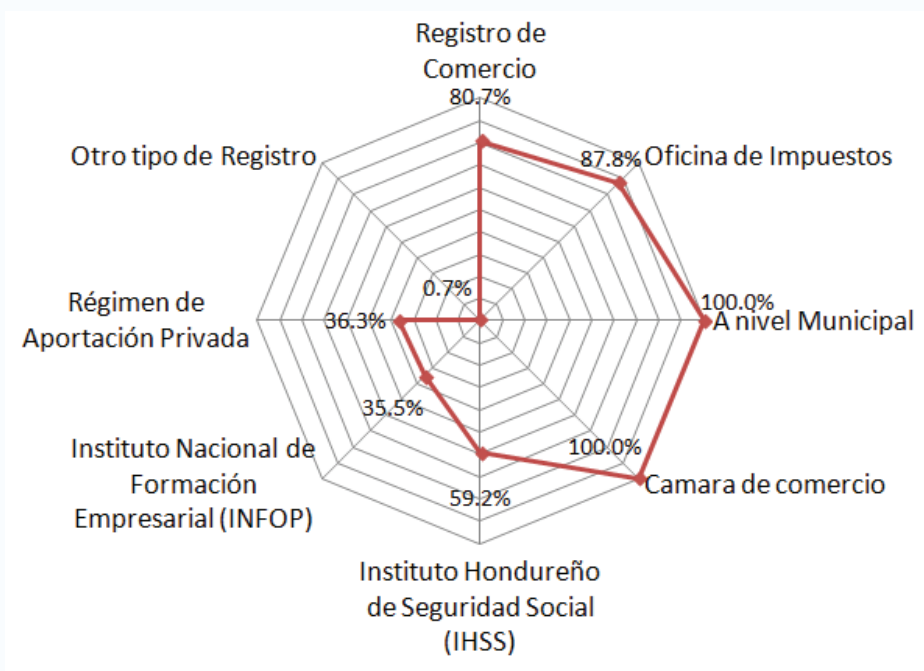 Registro de
Comercio
80.7%
87.8%
Oficina de Impuestos
100.0%
A nivel Municipal
100.0%
Camara de comercio
59.2%
Instituto Hondureño
de Seguridad Social
(IHSS)
35.5%
Instituto Nacional de
Formación
Empresarial (INFOP)
36.3%
Régimen de
Aportación Privada
0.7%
Otro tipo de Registro